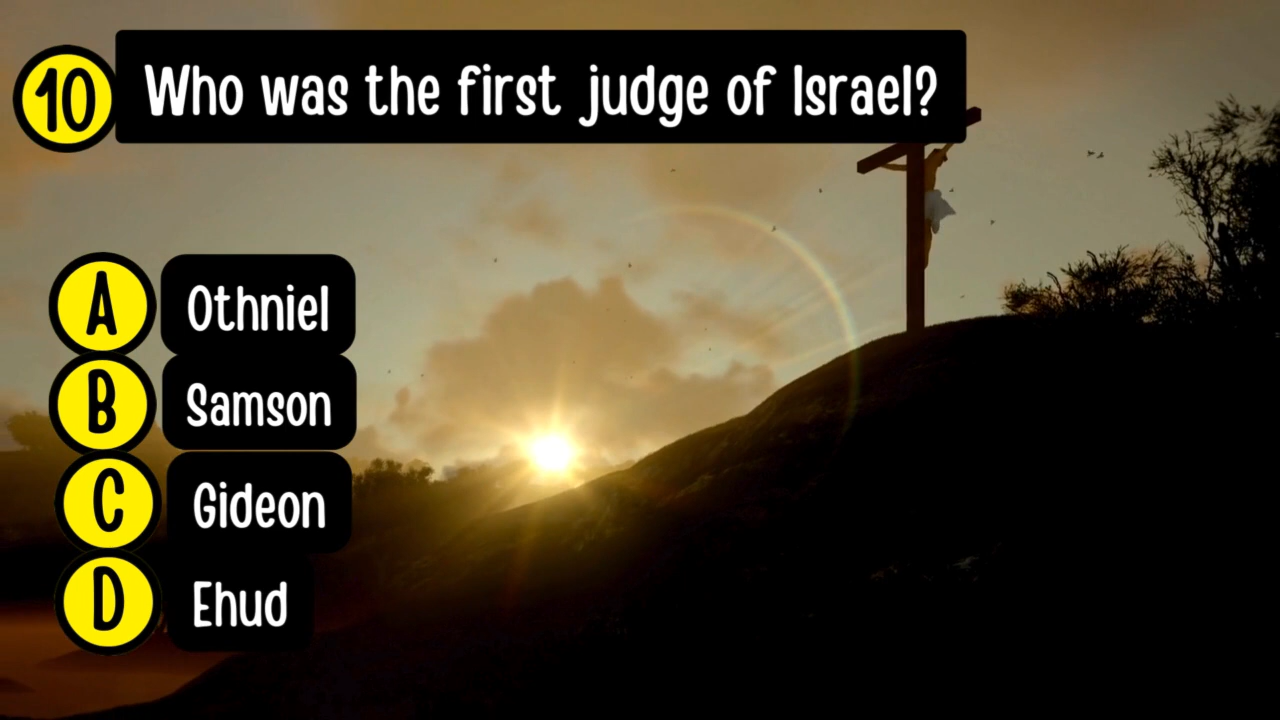 10 Who was the first judge of Israel?
A Othniel
B Samson
C Gideon
D Ehud